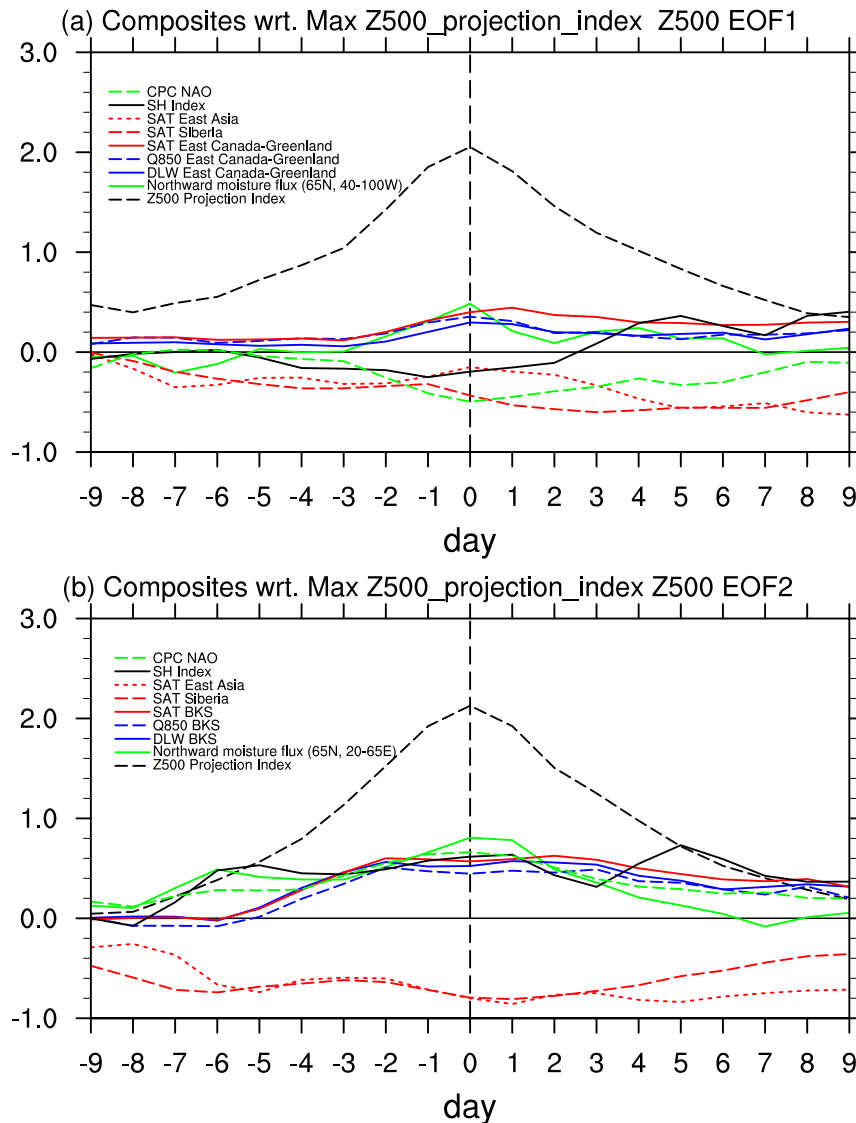 (a) Composites wrt. Max Z500_projection_index Z500 EOF1
3.0
2.0
1.0
0.0
-1.0
CPC NAO
SH Index
SAT East Asia
SAT SIberia
SAT East Canada-Greenland
Q850 East Canada-Greenland
DLW East Canada-Greenland
Northward moisture flux (65N, 40-100W)
Z500 Projection Index
-9 -8 -7 -6 -5 -4 -3 -2 -1 0 1 2 3 4 5 6 7 8 9
day
(b) Composites wrt. Max Z500_projection_index Z500 EOF2
3.0
2.0
1.0
0.0
-1.0
CPC NAO
SH Index
SAT East Asia
SAT Siberia
SAT BKS
Q850 BKS
DLW BKS
Northward moisture flux (65N, 20-65E)
Z500 Projection Index
-9 -8 -7 -6 -5 -4 -3 -2 -1 0 1 2 3 4 5 6 7 8 9
day